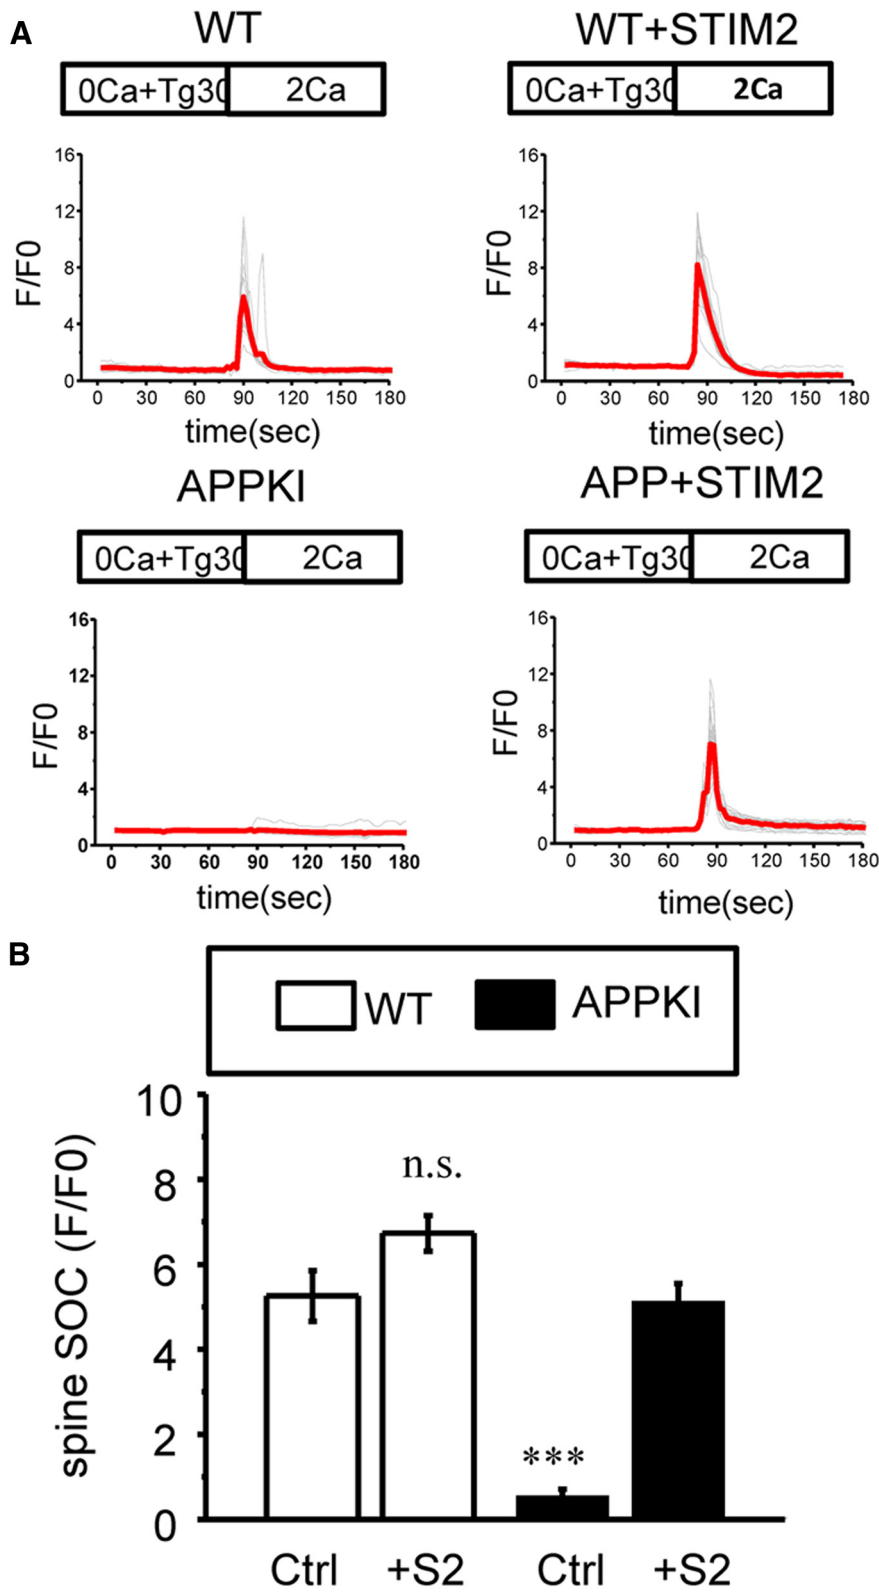 A
WT
WT+STIM2
0Ca+Tg30
2Ca
0Ca+Tg30
2Ca
16
12
8
4
0
F/F0
0 30 60 90 120 150 180
time(sec)
16
12
8
4
0
F/F0
0 30 60 90 120 150 180
time(sec)
APPKI
APP+STIM2
0Ca+Tg30
2Ca
0Ca+Tg30
2Ca
16
12
8
4
0
F/F0
0 30 60 90 120 150 180
time(sec)
16
12
8
4
0
F/F0
0 30 60 90 120 150 180
time(sec)
B
WT
APPKI
10
8
6
4
2
0
spine SOC (F/F0)
n.s.
***
Ctrl +S2 Ctrl +S2